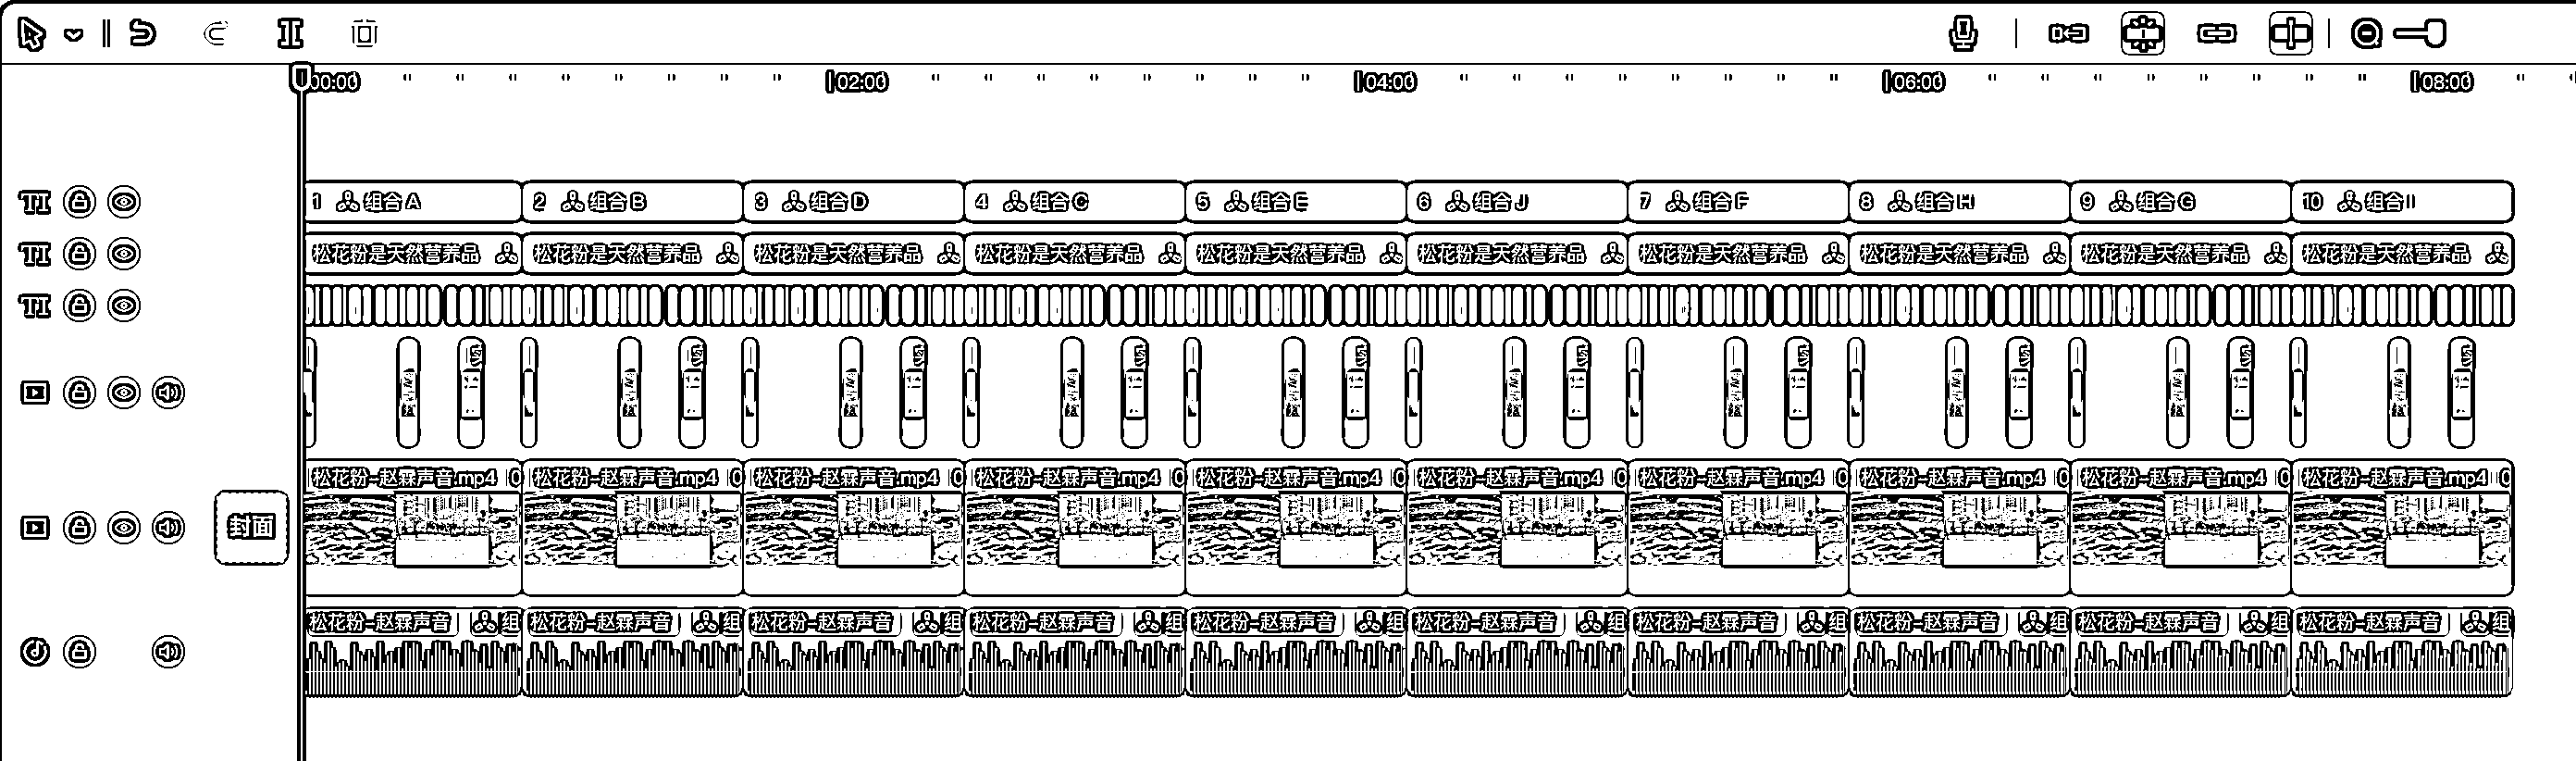 00:00 02:00 04:00 06:00 08:00
1 组合A 2 组合B 3 组合D 4 组合C 5 组合E 6 组合J 7 组合F 8 组合H 9 组合G 10 组合I
松花粉是天然营养品 松花粉是天然营养品 松花粉是天然营养品 松花粉是天然营养品 松花粉是天然营养品 松花粉是天然营养品 松花粉是天然营养品 松花粉是天然营养品 松花粉是天然营养品 松花粉是天然营养品
松花粉-赵霖声音.mp4 0 松花粉-赵霖声音.mp4 0 松花粉-赵霖声音.mp4 0 松花粉-赵霖声音.mp4 0 松花粉-赵霖声音.mp4 0 松花粉-赵霖声音.mp4 0 松花粉-赵霖声音.mp4 0 松花粉-赵霖声音.mp4 0 松花粉-赵霖声音.mp4 0 松花粉-赵霖声音.mp4 0
封面
松花粉-赵霖声音 组 松花粉-赵霖声音 组 松花粉-赵霖声音 组 松花粉-赵霖声音 组 松花粉-赵霖声音 组 松花粉-赵霖声音 组 松花粉-赵霖声音 组 松花粉-赵霖声音 组 松花粉-赵霖声音 组 松花粉-赵霖声音 组